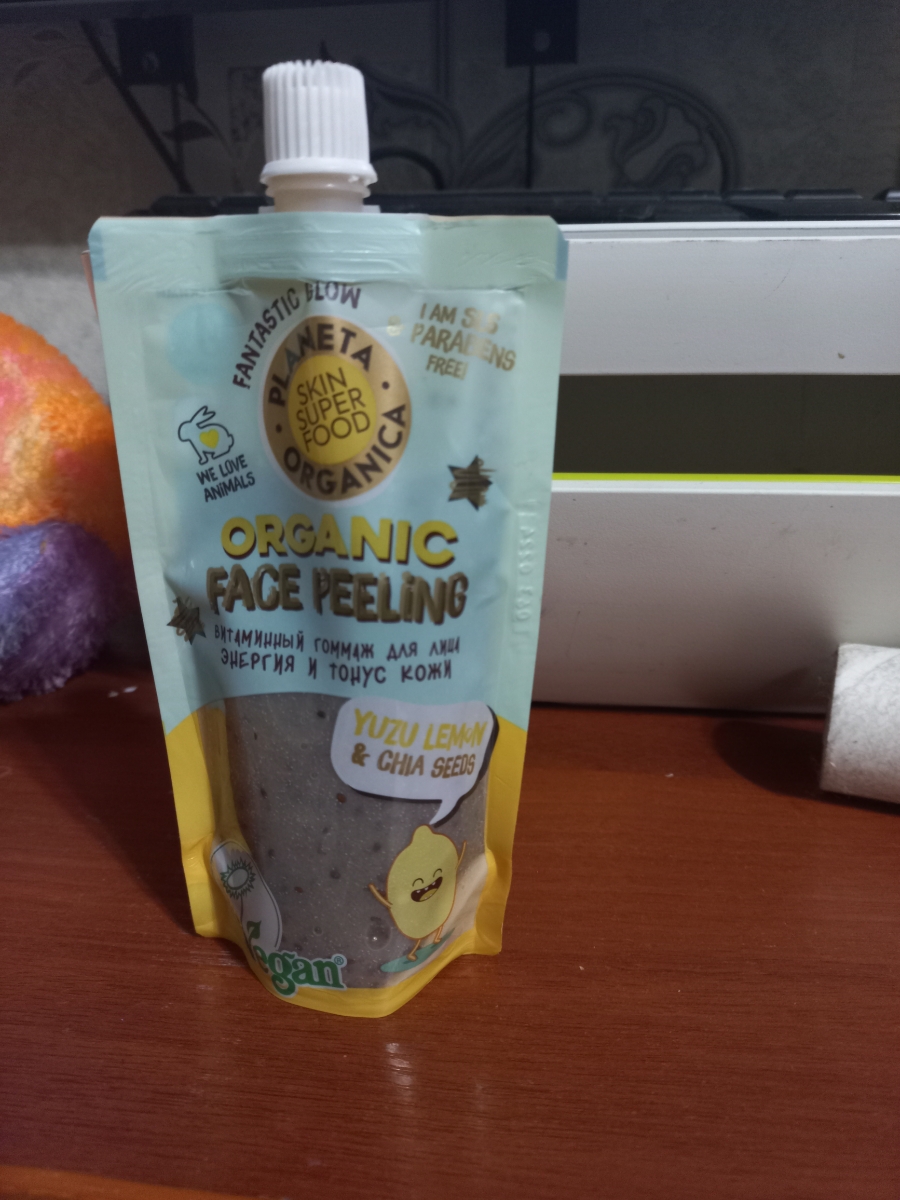 FANTASTIC GLOW
PLANETA
ORGANICA
SKIN
SUPER
FOOD
I AM SLS
PARABENS
FREE!
WE LOVE
ANIMALS
ORGANIC
FACE PEELING
ВИТАМИННЫЙ ГОММАЖ ДЛЯ ЛИЦА
ЭНЕРГИЯ И ТОНУС КОЖИ
YUZU LEMON
& CHIA SEEDS
Vegan®